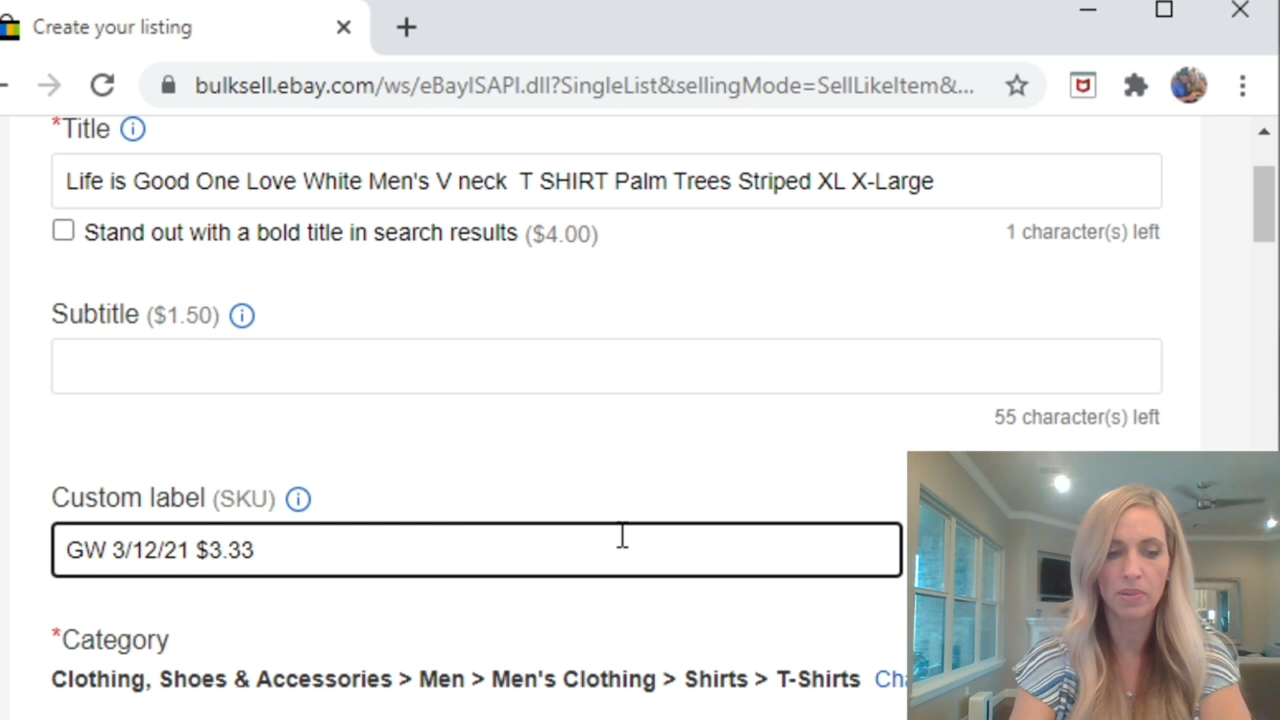 Create your listing
bulksell.ebay.com/ws/eBayISAPI.dll?SingleList&sellingMode=SellLikeItem&...
*Title
Life is Good One Love White Men's V neck  T SHIRT Palm Trees Striped XL X-Large
Stand out with a bold title in search results ($4.00)
1 character(s) left
Subtitle ($1.50)
55 character(s) left
Custom label (SKU)
GW 3/12/21 $3.33
*Category
Clothing, Shoes & Accessories > Men > Men's Clothing > Shirts > T-Shirts Cha